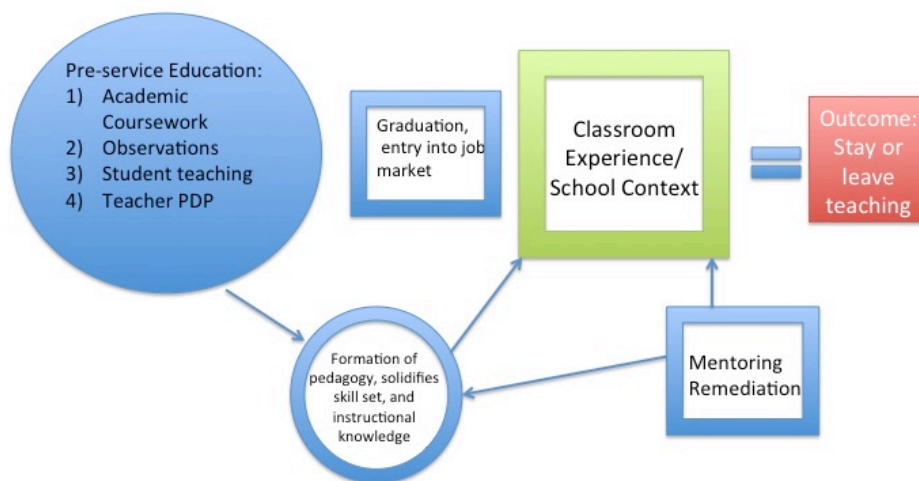 Pre-service Education:
1) Academic
Coursework
2) Observations
3) Student teaching
4) Teacher PDP
Graduation,
entry into job
market
Classroom
Experience/
School Context
Outcome:
Stay or
leave
teaching
Formation of
pedagogy, solidifies
skill set, and
instructional
knowledge
Mentoring
Remediation